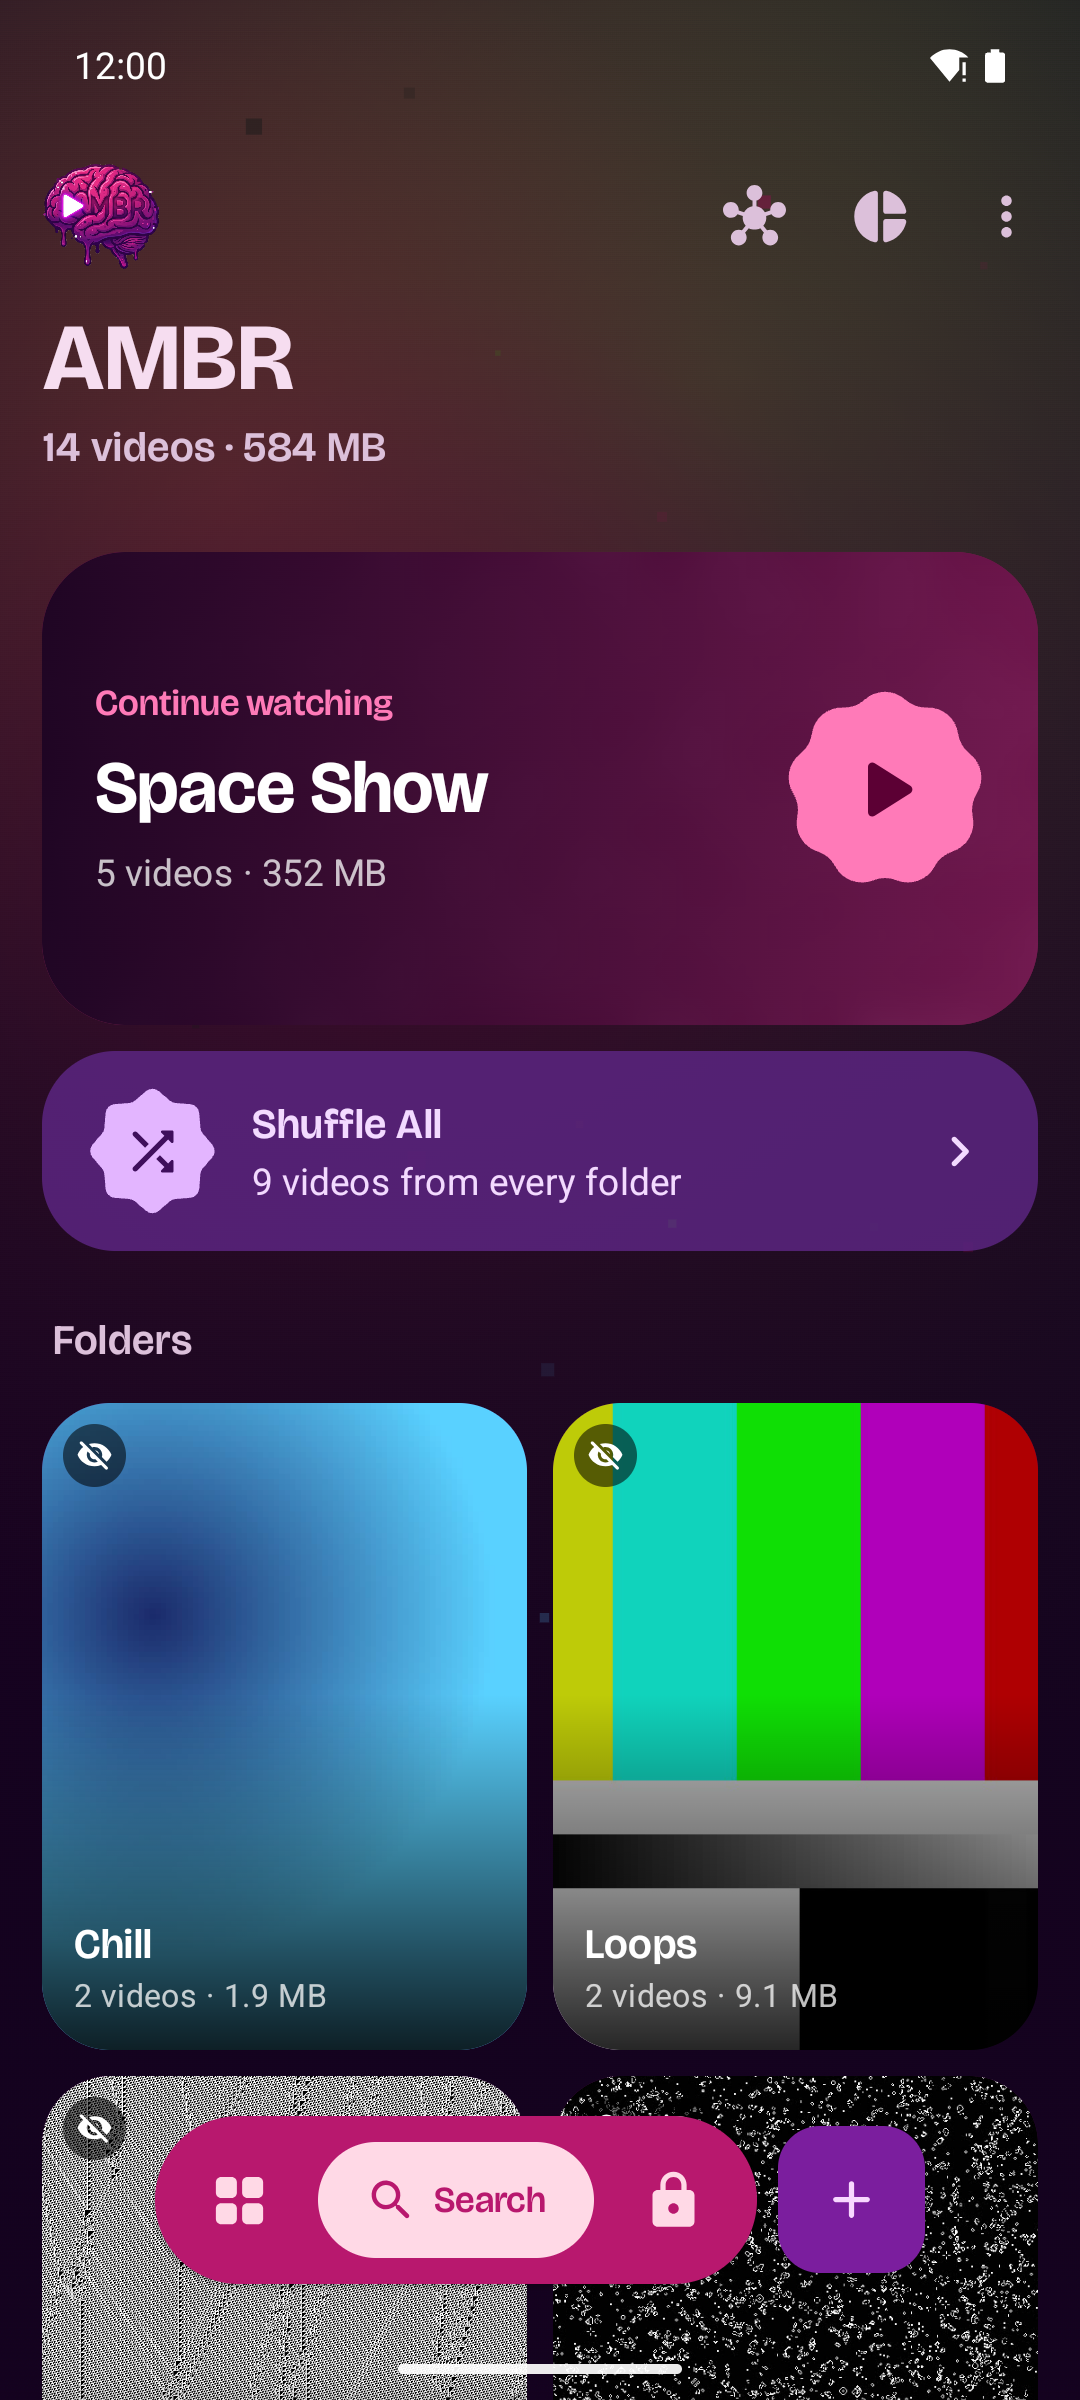 12:00
MBR
AMBR
14 videos · 584 MB
Continue watching
Space Show
5 videos · 352 MB
Shuffle All
9 videos from every folder
Folders
Chill
2 videos · 1.9 MB
Loops
2 videos · 9.1 MB
Search